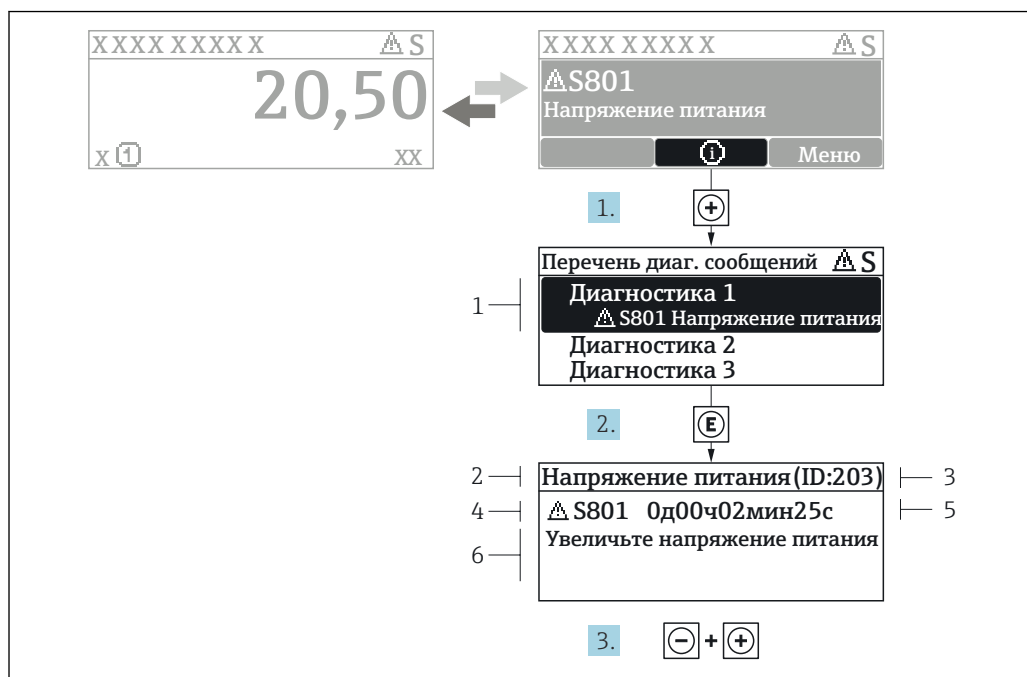 XXXX XXXXX ⚠ S
20,50
x ① XX
XXXX XXXXX ⚠ S
⚠S801
Напряжение питания
ⓘ Меню
1. +
Перечень диаг. сообщений ⚠ S
1
Диагностика 1
⚠ S801 Напряжение питания
Диагностика 2
Диагностика 3
2. E
2 Напряжение питания (ID:203) 3
4 ⚠ S801 0д00ч02мин25с 5
6 Увеличьте напряжение питания
3. − + +